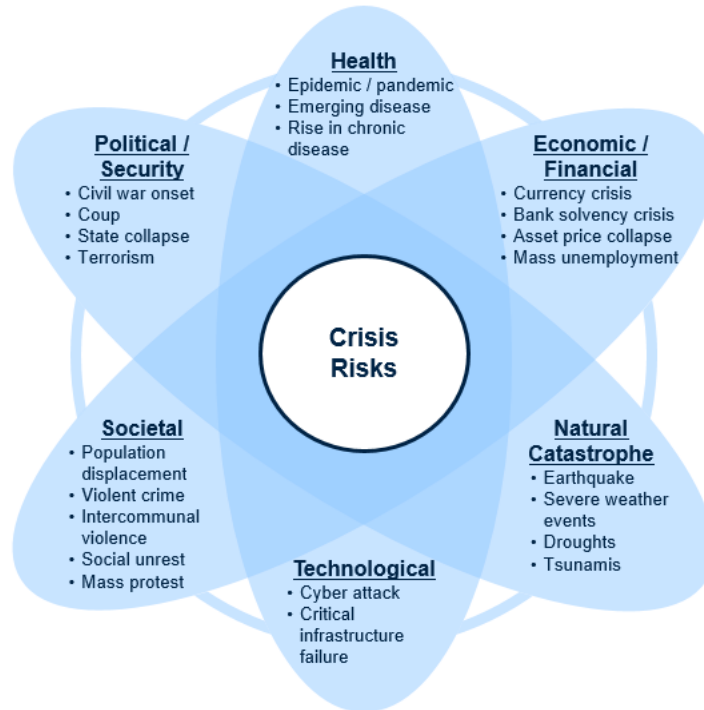 Health
• Epidemic / pandemic
• Emerging disease
• Rise in chronic
disease
Political /
Security
• Civil war onset
• Coup
• State collapse
• Terrorism
Economic /
Financial
• Currency crisis
• Bank solvency crisis
• Asset price collapse
• Mass unemployment
Crisis
Risks
Societal
• Population
displacement
• Violent crime
• Intercommunal
violence
• Social unrest
• Mass protest
Natural
Catastrophe
• Earthquake
• Severe weather
events
• Droughts
• Tsunamis
Technological
• Cyber attack
• Critical
infrastructure
failure